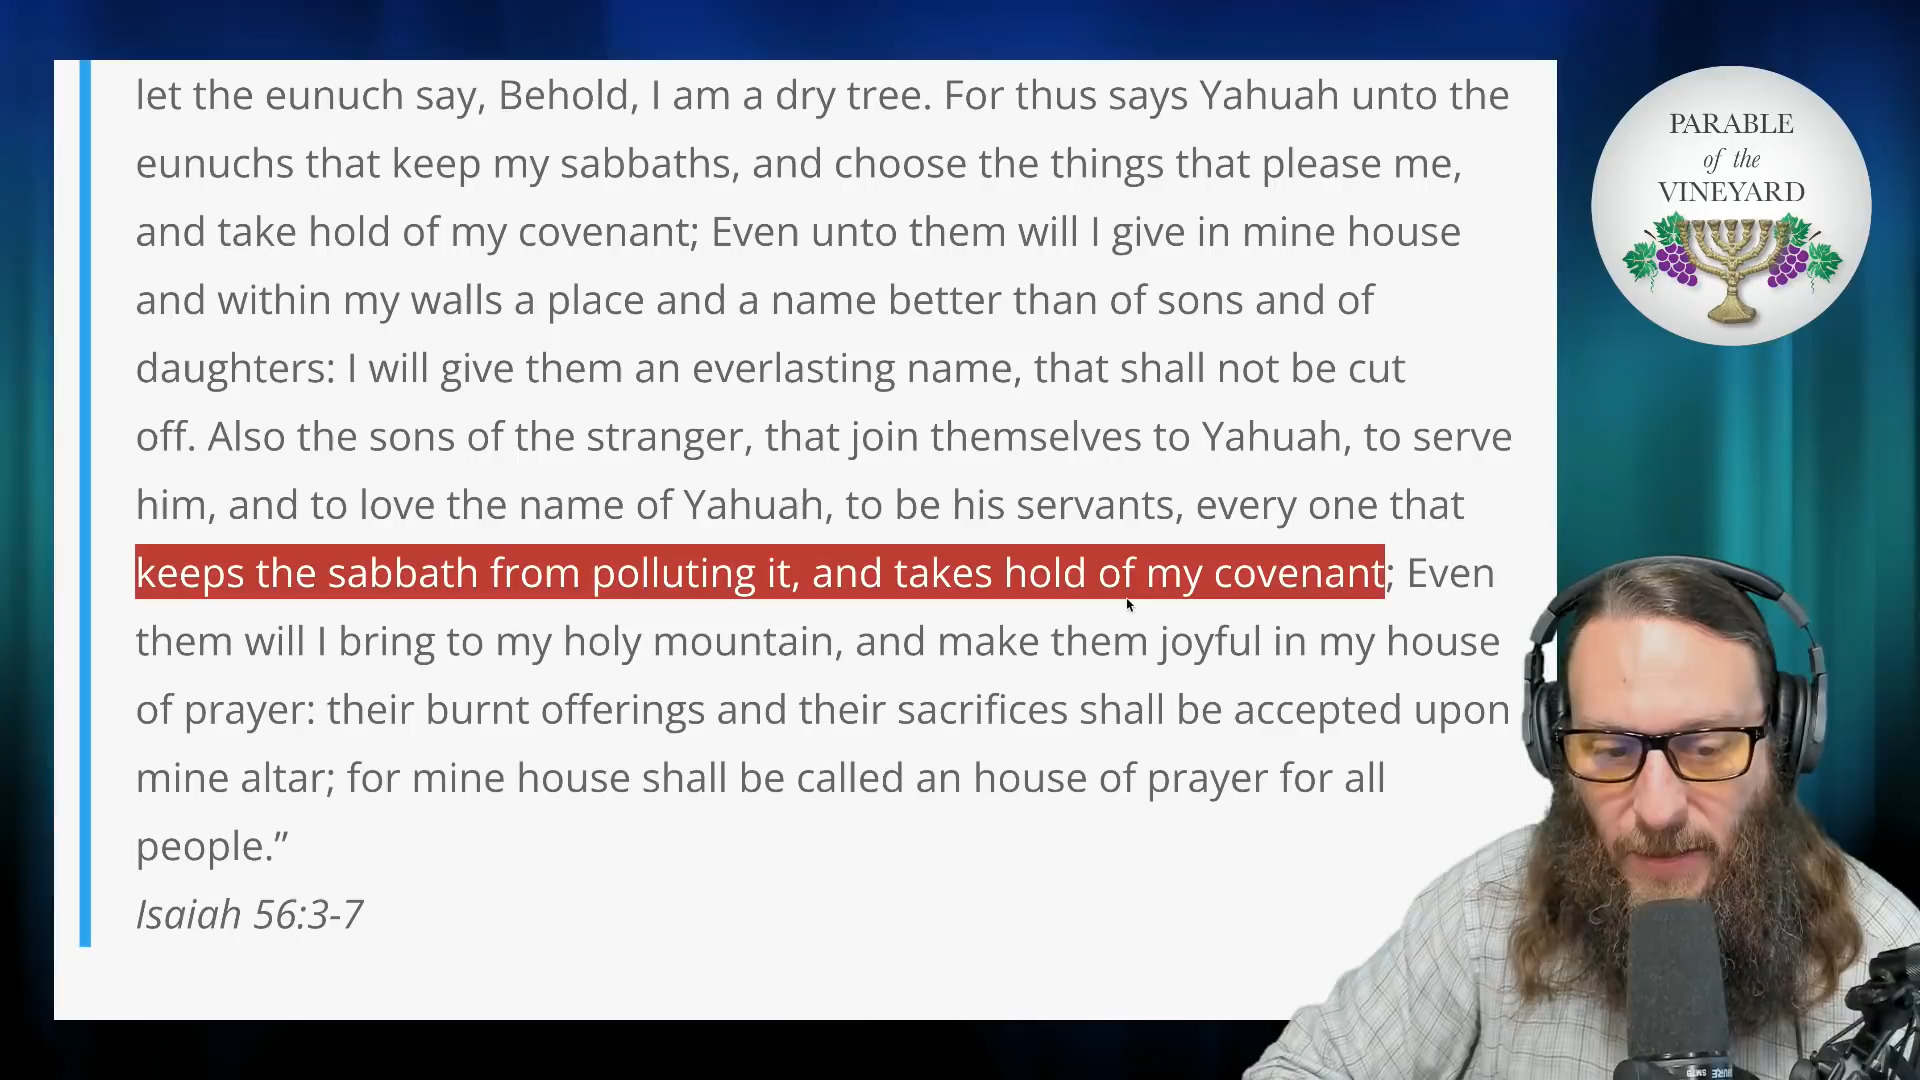 let the eunuch say, Behold, I am a dry tree. For thus says Yahuah unto the
eunuchs that keep my sabbaths, and choose the things that please me,
and take hold of my covenant; Even unto them will I give in mine house
and within my walls a place and a name better than of sons and of
daughters: I will give them an everlasting name, that shall not be cut
off. Also the sons of the stranger, that join themselves to Yahuah, to serve
him, and to love the name of Yahuah, to be his servants, every one that
keeps the sabbath from polluting it, and takes hold of my covenant; Even
them will I bring to my holy mountain, and make them joyful in my house
of prayer: their burnt offerings and their sacrifices shall be accepted upon
mine altar; for mine house shall be called an house of prayer for all
people.”
Isaiah 56:3-7
PARABLE
of the
VINEYARD